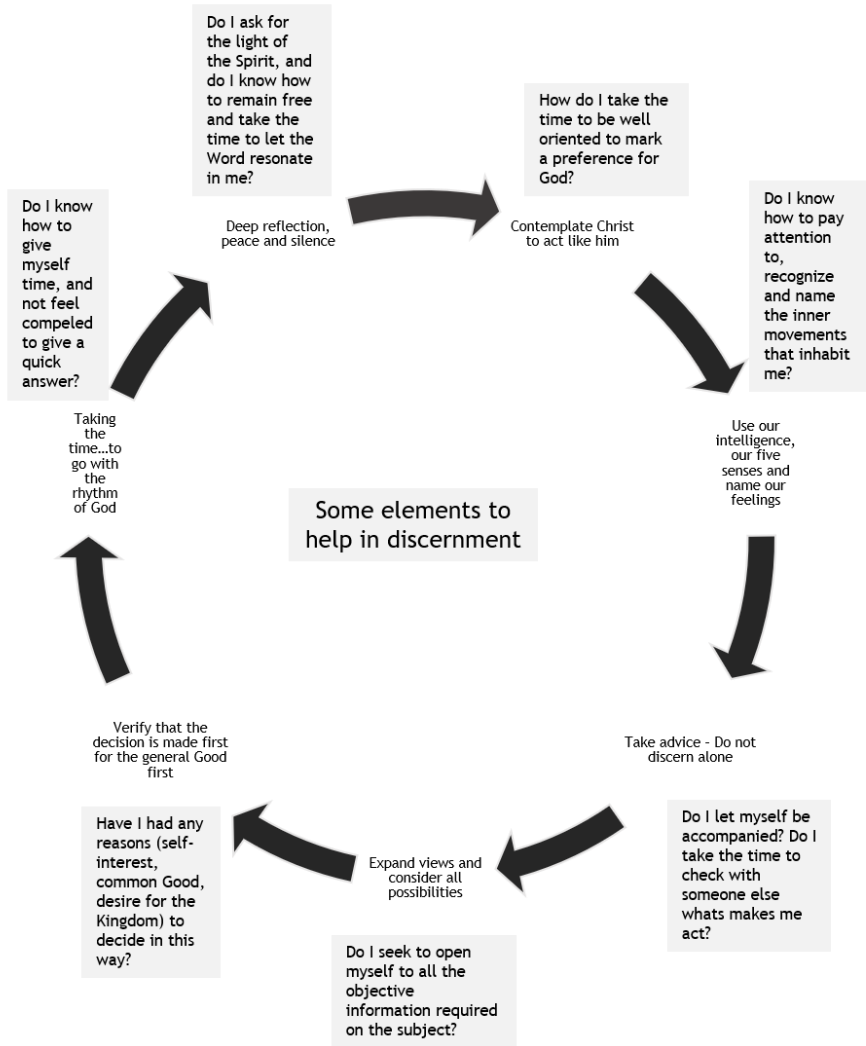 Do I ask for
the light of
the Spirit, and
do I know how
to remain free
and take the
time to let the
Word resonate
in me?
Deep reflection,
peace and silence
How do I take the
time to be well
oriented to mark
a preference for
God?
Contemplate Christ
to act like him
Do I know
how to pay
attention
to,
recognize
and name
the inner
movements
that inhabit
me?
Use our
intelligence,
our five
senses and
name our
feelings
Take advice - Do not
discern alone
Do I let myself be
accompanied? Do I
take the time to
check with
someone else
whats makes me
act?
Expand views and
consider all
possibilities
Do I seek to open
myself to all the
objective
information required
on the subject?
Verify that the
decision is made first
for the general Good
first
Have I had any
reasons (self-
interest,
common Good,
desire for the
Kingdom) to
decide in this
way?
Do I know
how to
give
myself
time, and
not feel
compeled
to give a
quick
answer?
Taking
the
time...to
go with
the
rhythm
of God
Some elements to
help in discernment